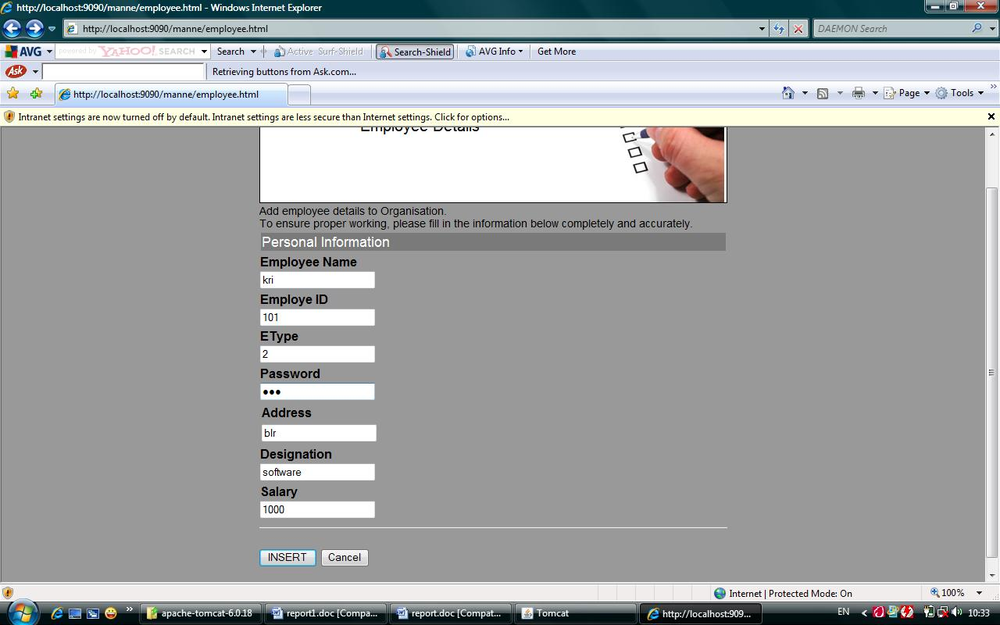 http://localhost:9090/manne/employee.html - Windows Internet Explorer
http://localhost:9090/manne/employee.html
DAEMON Search
AVG powered by YAHOO! SEARCH Search Active Surf-Shield Search-Shield AVG Info Get More
Ask Retrieving buttons from Ask.com...
http://localhost:9090/manne/employee.html Page Tools
Intranet settings are now turned off by default. Intranet settings are less secure than Internet settings. Click for options...
Employee Details
Add employee details to Organisation.
To ensure proper working, please fill in the information below completely and accurately.
Personal Information
Employee Name
kri
Employe ID
101
EType
2
Password
●●●
Address
blr
Designation
software
Salary
1000
INSERT Cancel
Internet | Protected Mode: On 100%
apache-tomcat-6.0.18 report1.doc [Compa... report.doc [Compat... Tomcat http://localhost:909... EN 10:33